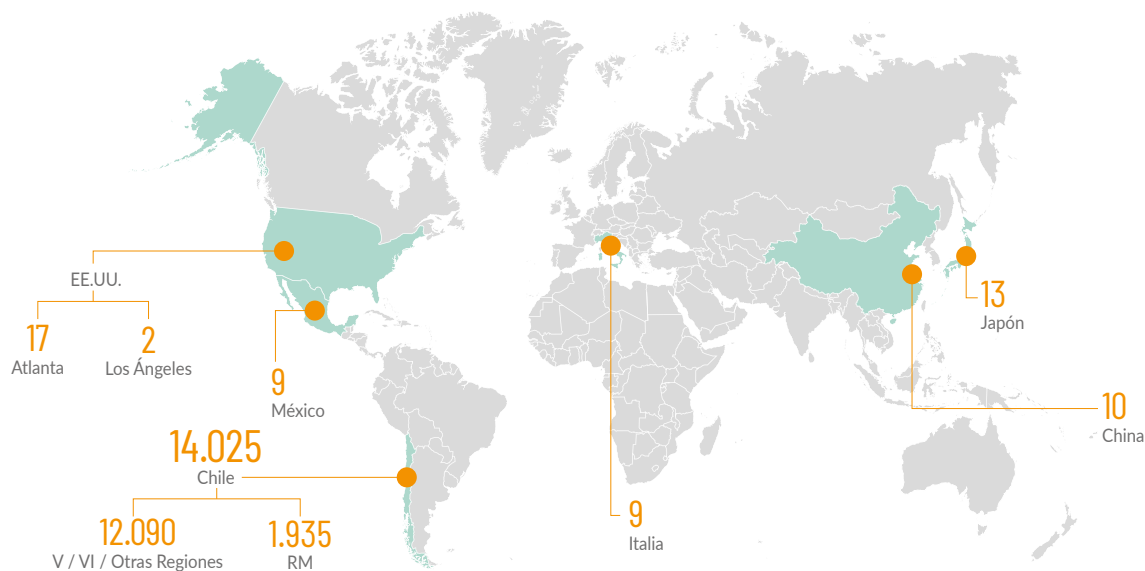 EE.UU.
17
Atlanta
2
Los Ángeles
9
México
14.025
Chile
12.090
V / VI / Otras Regiones
1.935
RM
9
Italia
13
Japón
10
China